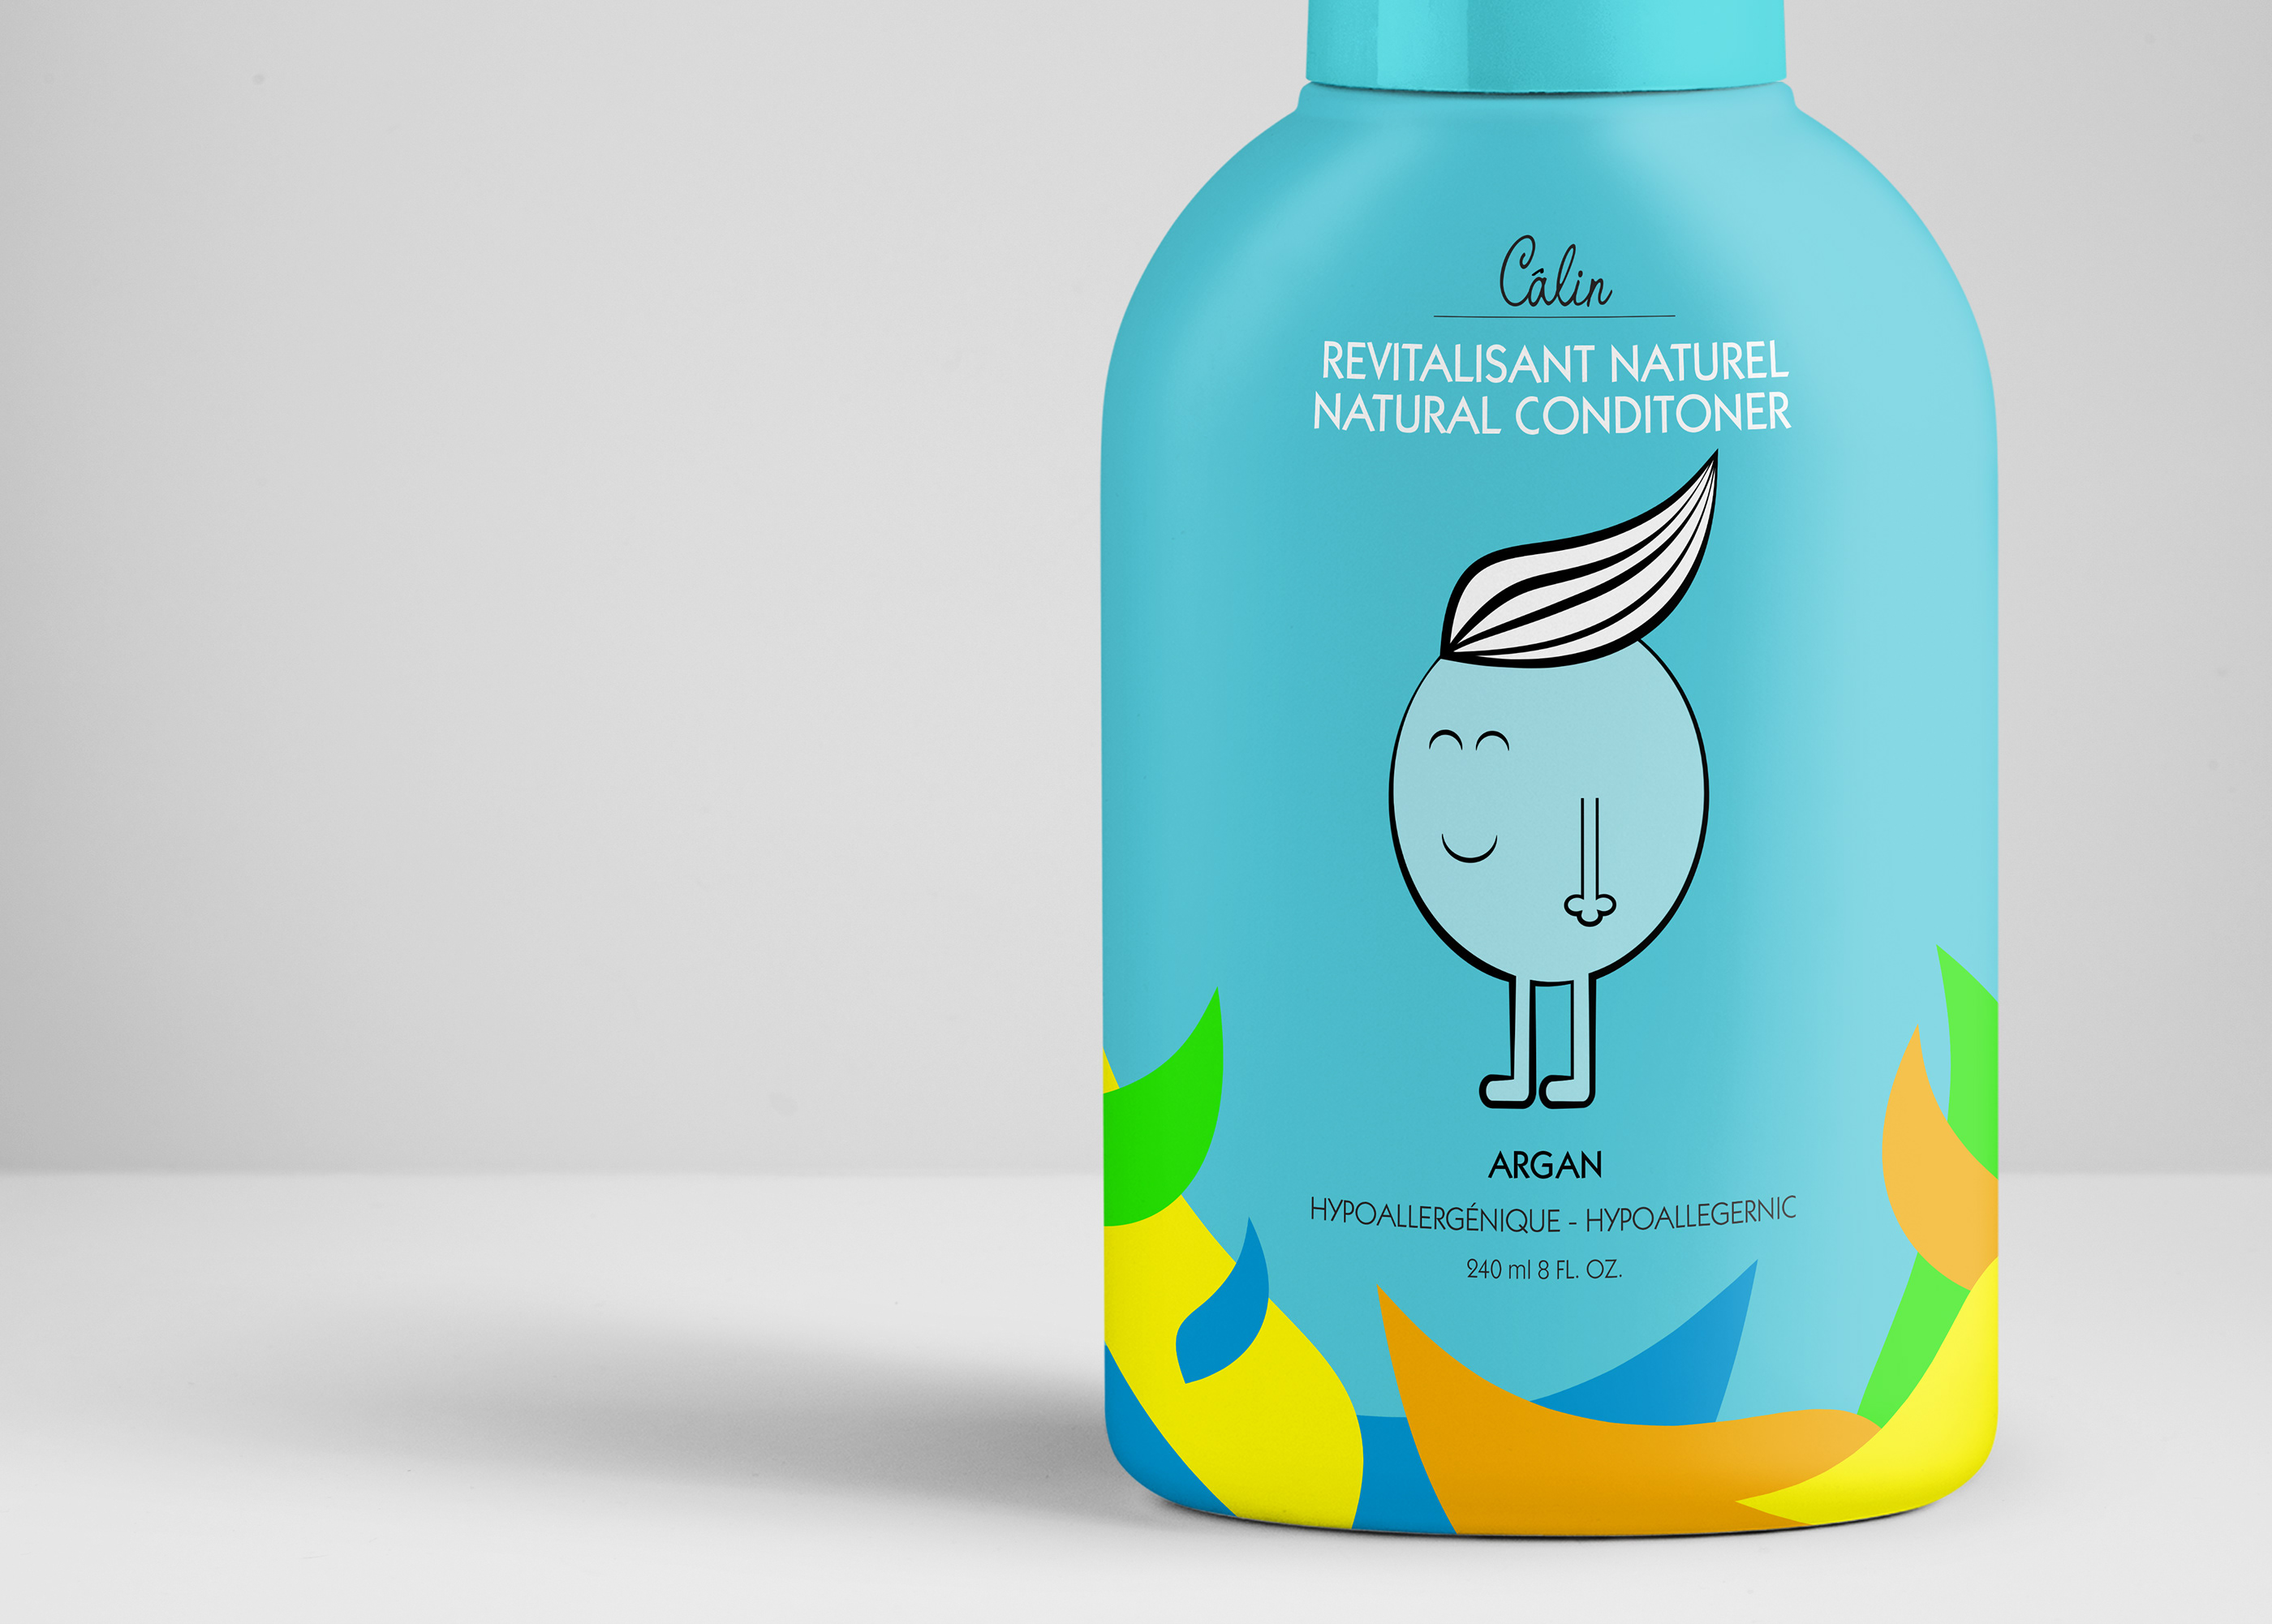 Câlin
REVITALISANT NATUREL
NATURAL CONDITONER
ARGAN
HYPOALLERGÉNIQUE - HYPOALLEGERNIC
240 ml 8 FL. OZ.